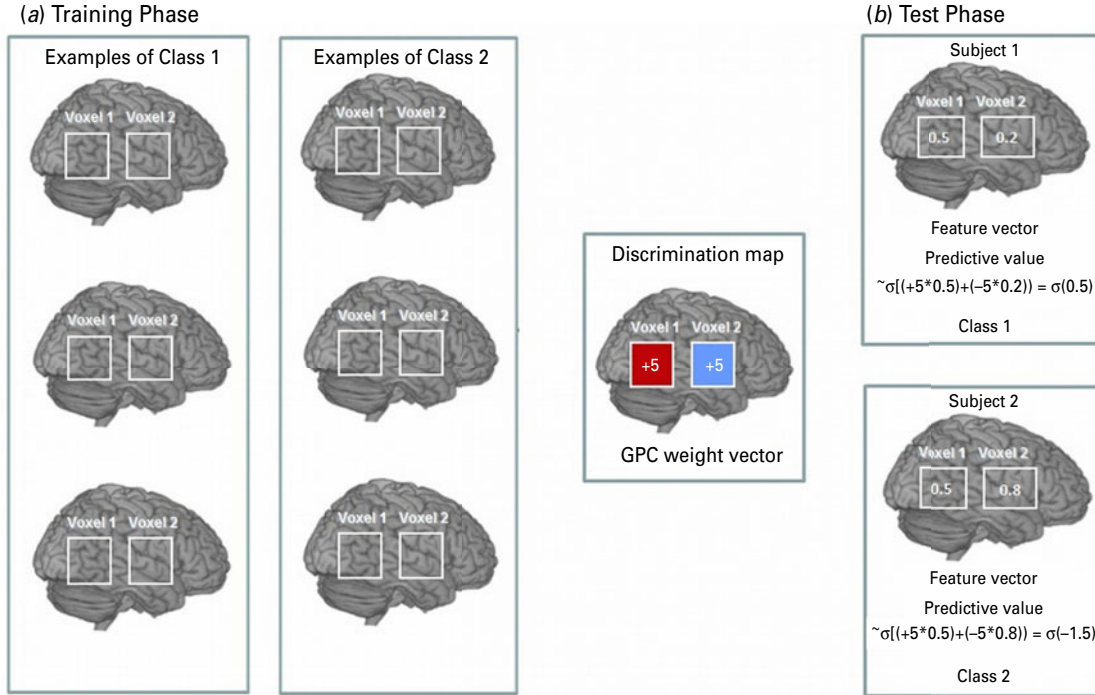 (a) Training Phase
Examples of Class 1
Voxel 1 Voxel 2
Voxel 1 Voxel 2
Voxel 1 Voxel 2
Examples of Class 2
Voxel 1 Voxel 2
Voxel 1 Voxel 2
Voxel 1 Voxel 2
Discrimination map
Voxel 1 Voxel 2
+5 +5
GPC weight vector
(b) Test Phase
Subject 1
Voxel 1 Voxel 2
0.5 0.2
Feature vector
Predictive value
~σ[(+5*0.5)+(–5*0.2)) = σ(0.5)
Class 1
Subject 2
Voxel 1 Voxel 2
0.5 0.8
Feature vector
Predictive value
~σ[(+5*0.5)+(–5*0.8)) = σ(–1.5)
Class 2